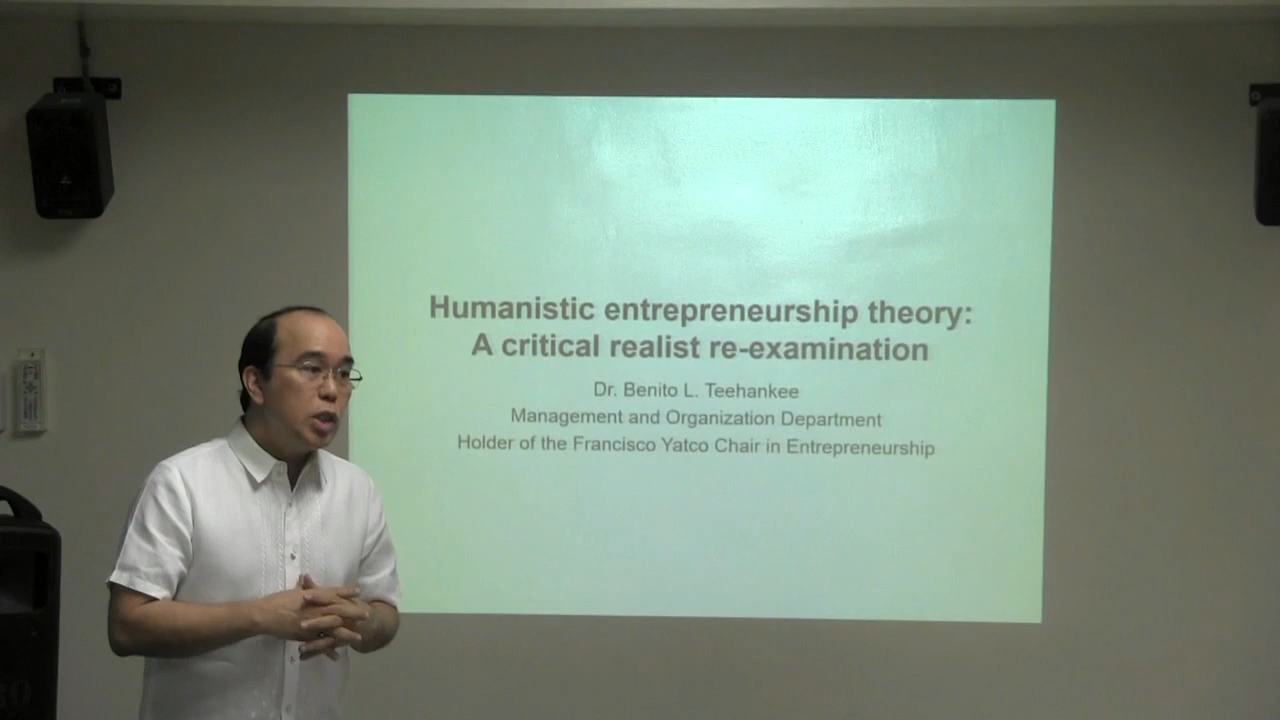 Humanistic entrepreneurship theory:
A critical realist re-examination
Dr. Benito L. Teehankee
Management and Organization Department
Holder of the Francisco Yatco Chair in Entrepreneurship